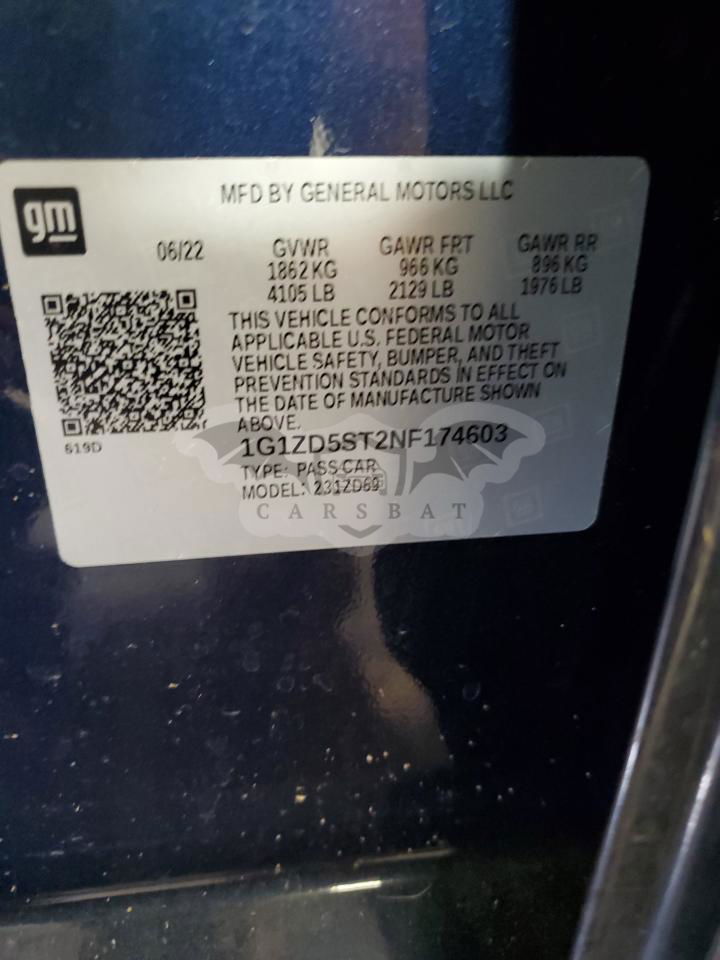 gm
MFD BY GENERAL MOTORS LLC
06/22 GVWR GAWR FRT GAWR RR
1862 KG 966 KG 896 KG
4105 LB 2129 LB 1976 LB
THIS VEHICLE CONFORMS TO ALL
APPLICABLE U.S. FEDERAL MOTOR
VEHICLE SAFETY, BUMPER, AND THEFT
PREVENTION STANDARDS IN EFFECT ON
THE DATE OF MANUFACTURE SHOWN
ABOVE.
619D
1G1ZD5ST2NF174603
TYPE: PASS CAR
MODEL: 231ZD69
CARSBAT